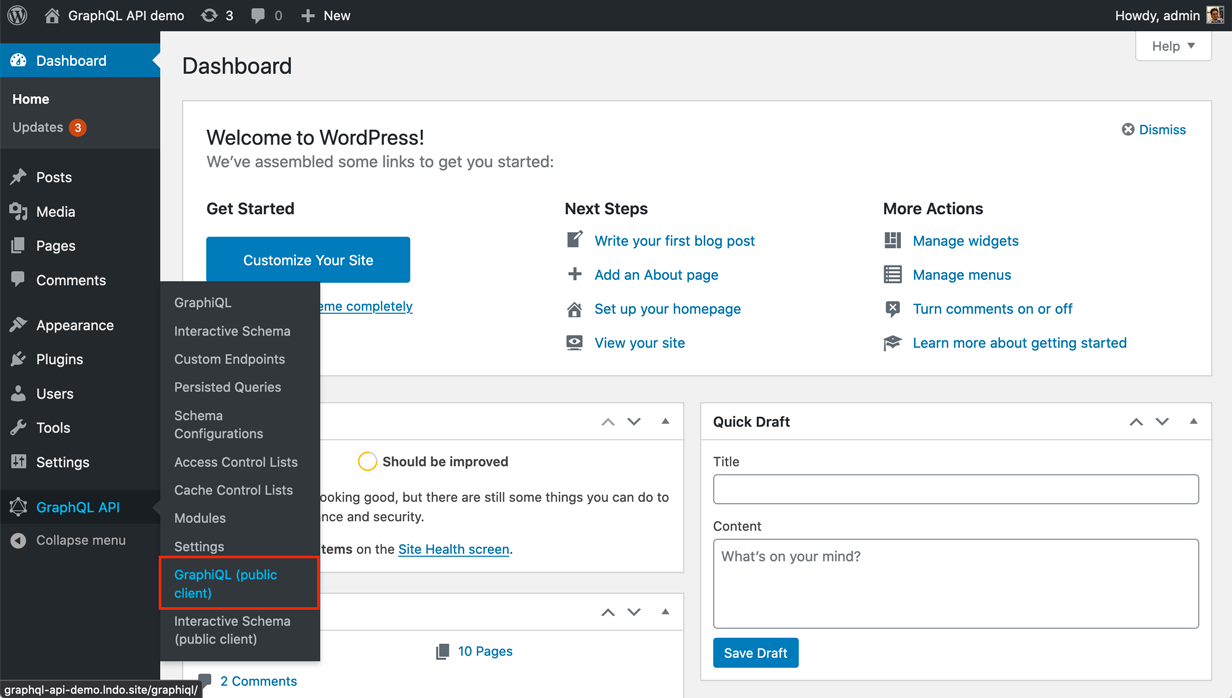 GraphQL API demo 3 0 New Howdy, admin
Dashboard
Home
Updates 3
Posts
Media
Pages
Comments
Appearance
Plugins
Users
Tools
Settings
GraphQL API
Collapse menu
GraphiQL
Interactive Schema
Custom Endpoints
Persisted Queries
Schema
Configurations
Access Control Lists
Cache Control Lists
Modules
Settings
GraphiQL (public
client)
Interactive Schema
(public client)
Help
Dashboard
Welcome to WordPress!
Dismiss
We've assembled some links to get you started:
Get Started
Customize Your Site
completely
Next Steps
Write your first blog post
Add an About page
Set up your homepage
View your site
More Actions
Manage widgets
Manage menus
Turn comments on or off
Learn more about getting started
Should be improved
ooking good, but there are still some things you can do to
nce and security.
tems on the Site Health screen.
10 Pages
2 Comments
Quick Draft
Title
Content
What's on your mind?
Save Draft
graphql-api-demo.lndo.site/graphiql/